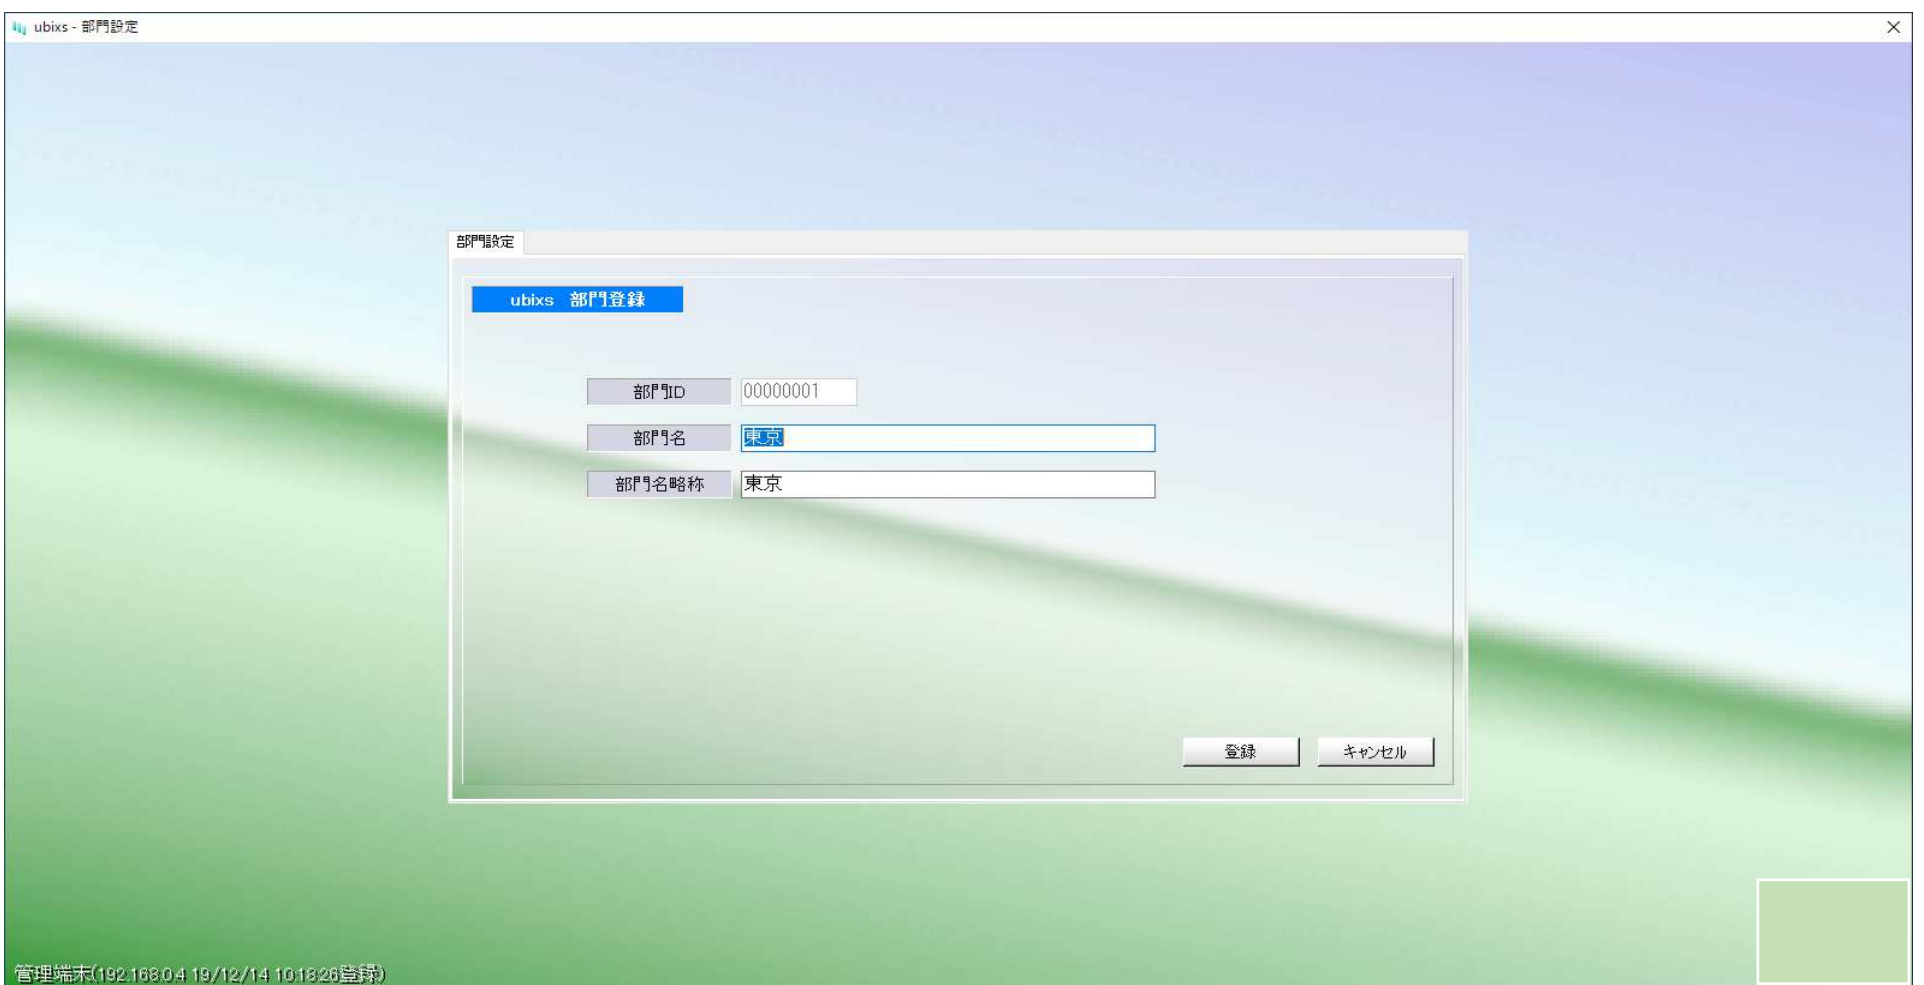 ubixs - 部門設定
部門設定
ubixs 部門登録
部門ID 00000001
部門名 東京
部門名略称 東京
登録 キャンセル
管理端末(192.168.0.4 19/12/14 10:18:26登録)